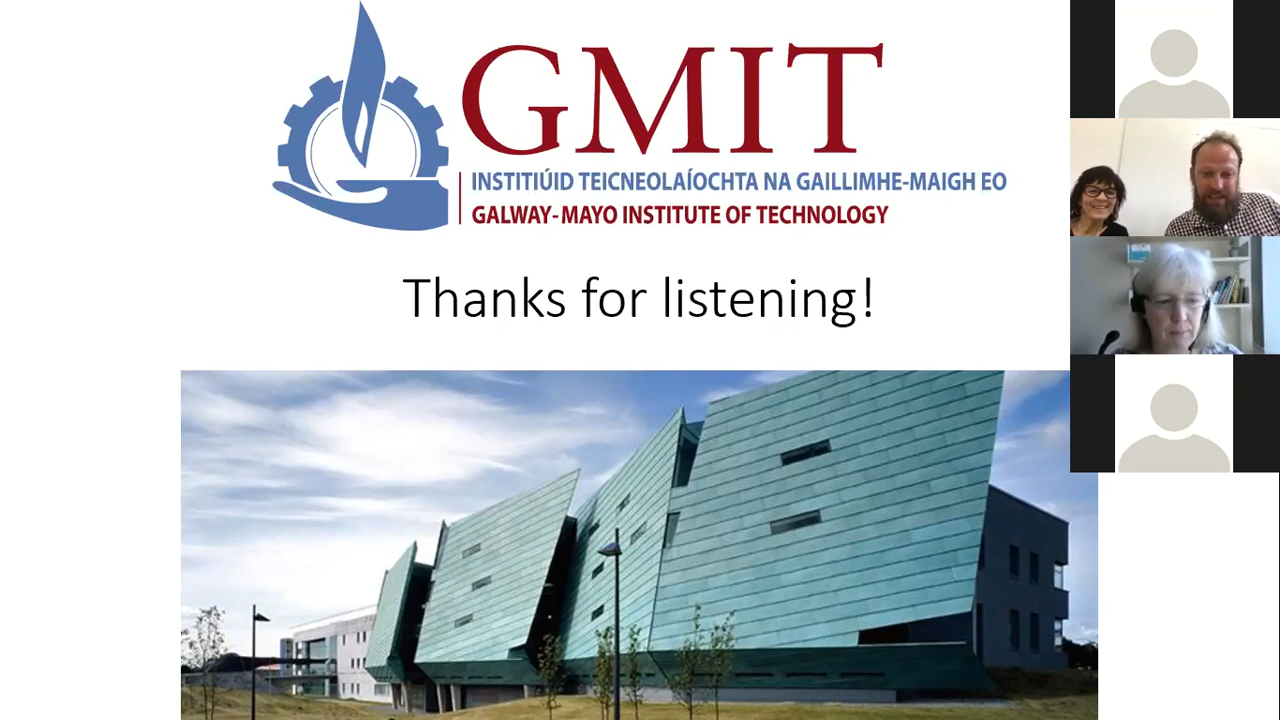 GMIT
INSTITIÚID TEICNEOLAÍOCHTA NA GAILLIMHE-MAIGH EO
GALWAY-MAYO INSTITUTE OF TECHNOLOGY
Thanks for listening!